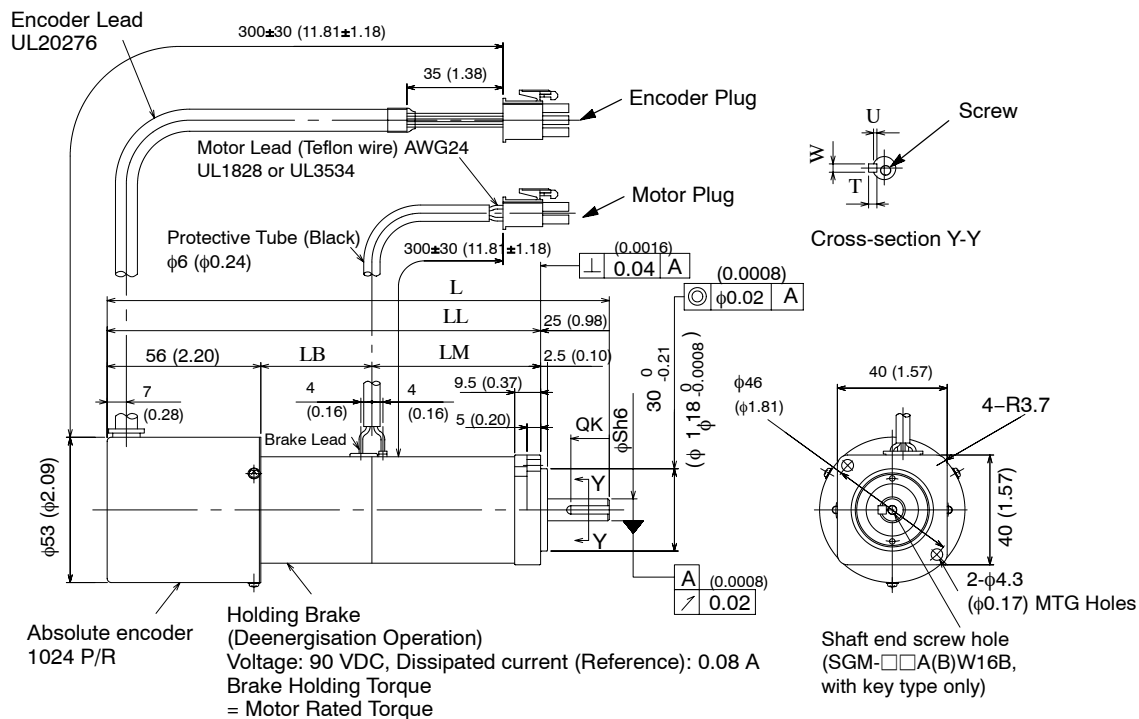 Encoder Lead
UL20276
300±30 (11.81±1.18)
35 (1.38)
Encoder Plug
Motor Lead (Teflon wire) AWG24
UL1828 or UL3534
Motor Plug
Protective Tube (Black)
φ6 (φ0.24)
300±30 (11.81±1.18)
U
Screw
W
T
Cross-section Y-Y
(0.0016)
⊥ 0.04 A
(0.0008)
◎ φ0.02 A
L
LL
25 (0.98)
56 (2.20)
LB
LM
2.5 (0.10)
7
(0.28)
4
(0.16)
4
(0.16)
9.5 (0.37)
5 (0.20)
QK
φSh6
φ 30 0 -0.21
(φ 1.18 0 -0.0008)
Brake Lead
Y
Y
φ53 (φ2.09)
A
(0.0008)
↗ 0.02
φ46
(φ1.81)
40 (1.57)
4−R3.7
40 (1.57)
2-φ4.3
(φ0.17) MTG Holes
Absolute encoder
1024 P/R
Holding Brake
(Deenergisation Operation)
Voltage: 90 VDC, Dissipated current (Reference): 0.08 A
Brake Holding Torque
= Motor Rated Torque
Shaft end screw hole
(SGM-□□A(B)W16B,
with key type only)